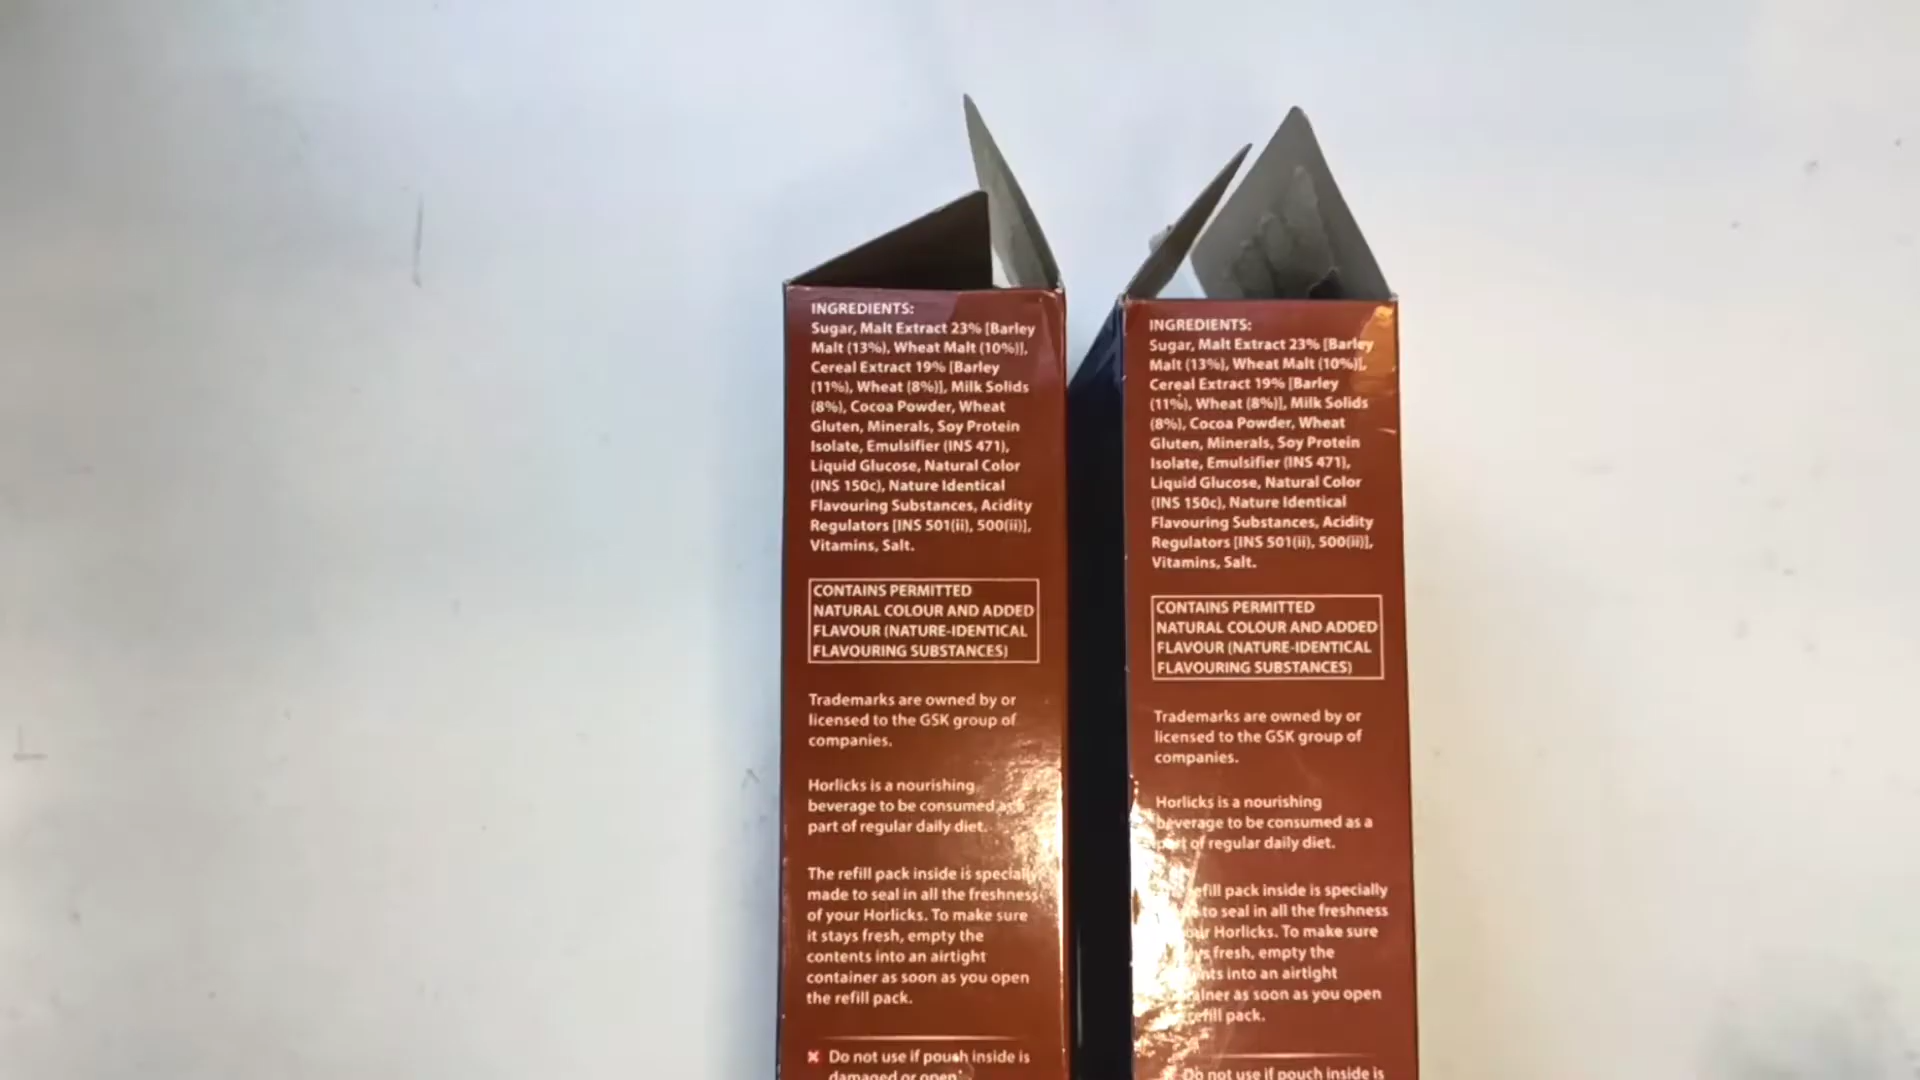 INGREDIENTS:
Sugar, Malt Extract 23% [Barley
Malt (13%), Wheat Malt (10%)],
Cereal Extract 19% [Barley
(11%), Wheat (8%)], Milk Solids
(8%), Cocoa Powder, Wheat
Gluten, Minerals, Soy Protein
Isolate, Emulsifier (INS 471),
Liquid Glucose, Natural Color
(INS 150c), Nature Identical
Flavouring Substances, Acidity
Regulators [INS 501(ii), 500(ii)],
Vitamins, Salt.
CONTAINS PERMITTED
NATURAL COLOUR AND ADDED
FLAVOUR (NATURE-IDENTICAL
FLAVOURING SUBSTANCES)
Trademarks are owned by or
licensed to the GSK group of
companies.
Horlicks is a nourishing
beverage to be consumed as a
part of regular daily diet.
The refill pack inside is specially
made to seal in all the freshness
of your Horlicks. To make sure
it stays fresh, empty the
contents into an airtight
container as soon as you open
the refill pack.
Do not use if pouch inside is
damaged or open
INGREDIENTS:
Sugar, Malt Extract 23% [Barley
Malt (13%), Wheat Malt (10%)],
Cereal Extract 19% [Barley
(11%), Wheat (8%)], Milk Solids
(8%), Cocoa Powder, Wheat
Gluten, Minerals, Soy Protein
Isolate, Emulsifier (INS 471),
Liquid Glucose, Natural Color
(INS 150c), Nature Identical
Flavouring Substances, Acidity
Regulators [INS 501(ii), 500(ii)],
Vitamins, Salt.
CONTAINS PERMITTED
NATURAL COLOUR AND ADDED
FLAVOUR (NATURE-IDENTICAL
FLAVOURING SUBSTANCES)
Trademarks are owned by or
licensed to the GSK group of
companies.
Horlicks is a nourishing
beverage to be consumed as a
part of regular daily diet.
refill pack inside is specially
to seal in all the freshness
Horlicks. To make sure
fresh, empty the
into an airtight
as soon as you open
refill pack.
Do not use if pouch inside is